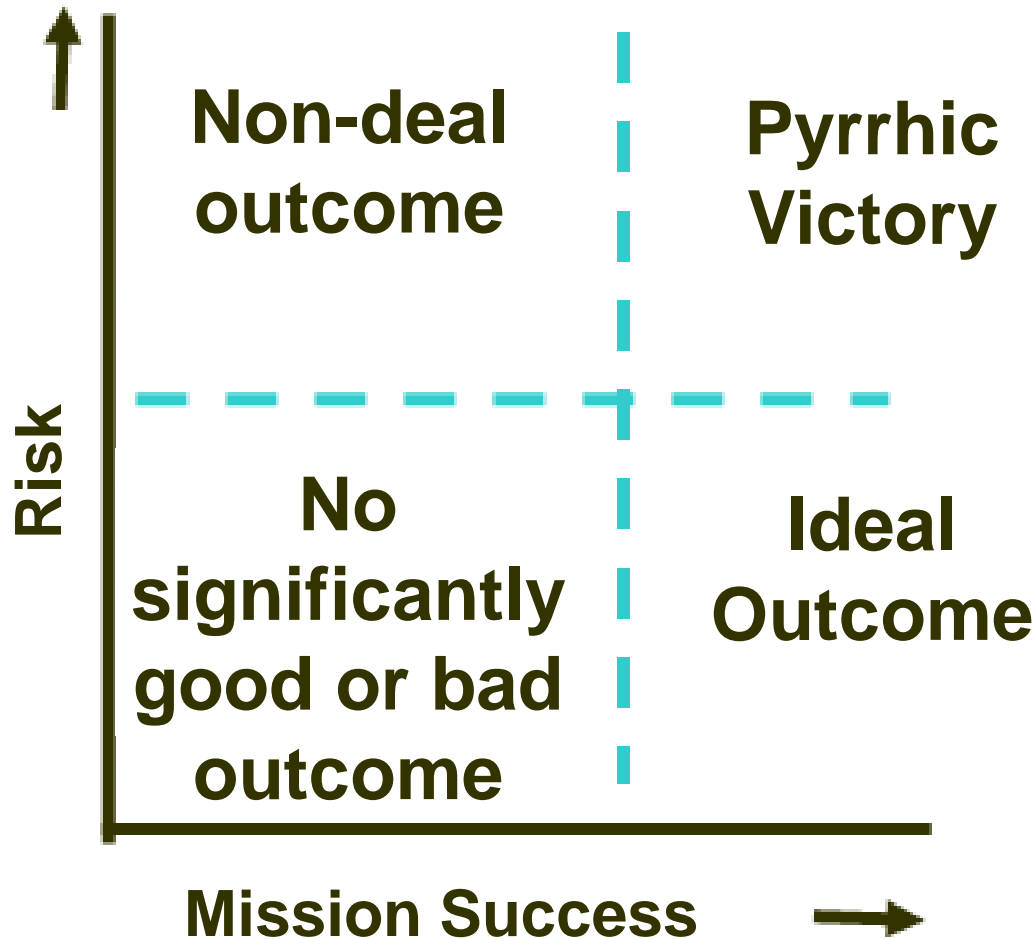 Non-deal
outcome
Pyrrhic
Victory
Risk
No
significantly
good or bad
outcome
Ideal
Outcome
Mission Success